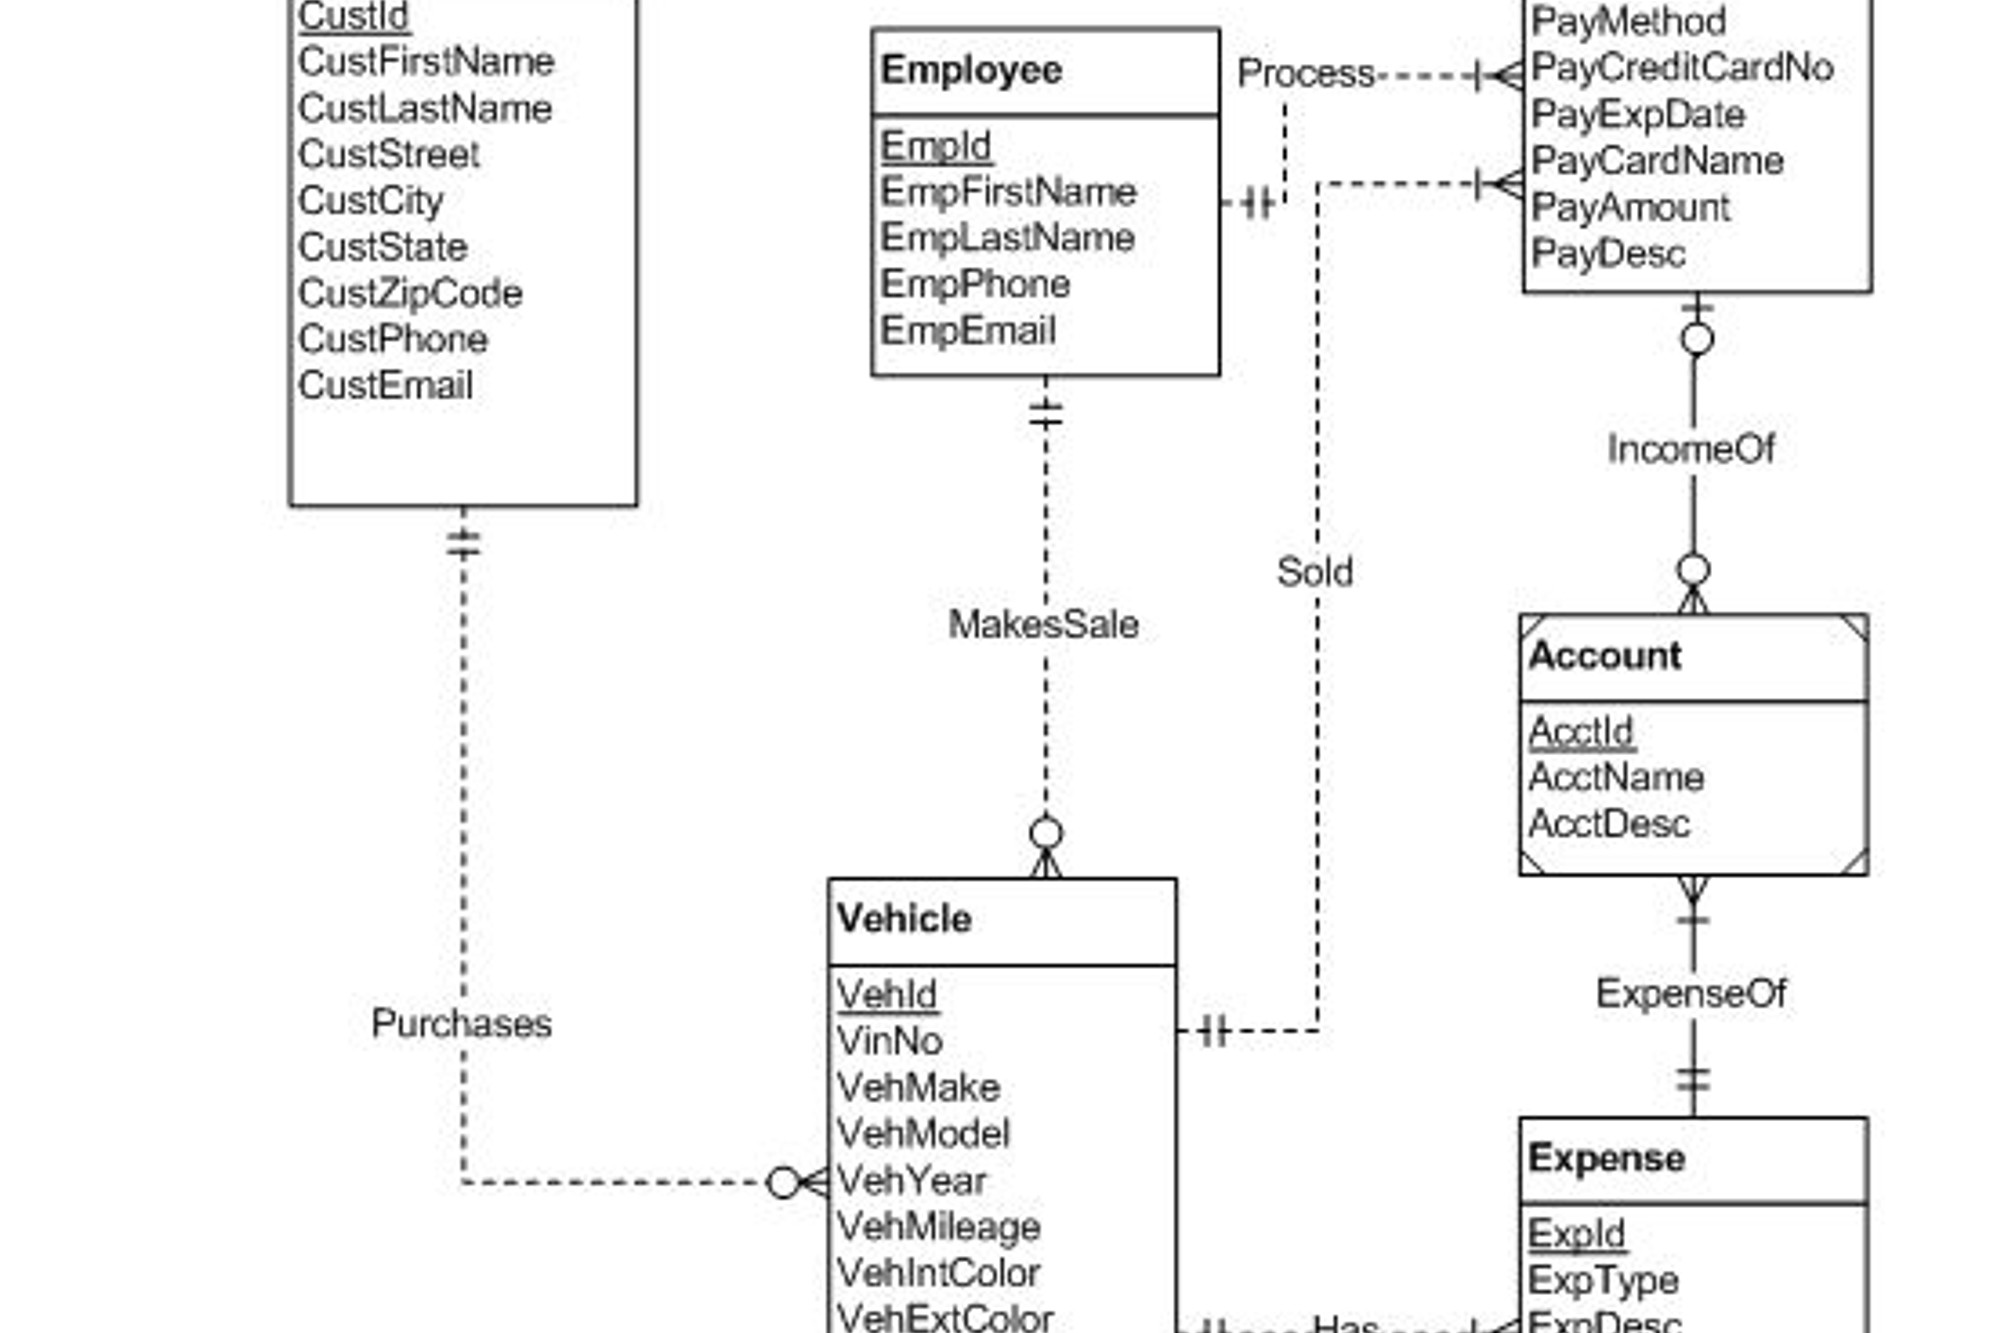 CustId
CustFirstName
CustLastName
CustStreet
CustCity
CustState
CustZipCode
CustPhone
CustEmail
Employee
EmpId
EmpFirstName
EmpLastName
EmpPhone
EmpEmail
Process
PayMethod
PayCreditCardNo
PayExpDate
PayCardName
PayAmount
PayDesc
IncomeOf
Sold
MakesSale
Account
AcctId
AcctName
AcctDesc
Purchases
Vehicle
VehId
VinNo
VehMake
VehModel
VehYear
VehMileage
VehIntColor
VehExtColor
ExpenseOf
Expense
ExpId
ExpType
ExpDesc
Has